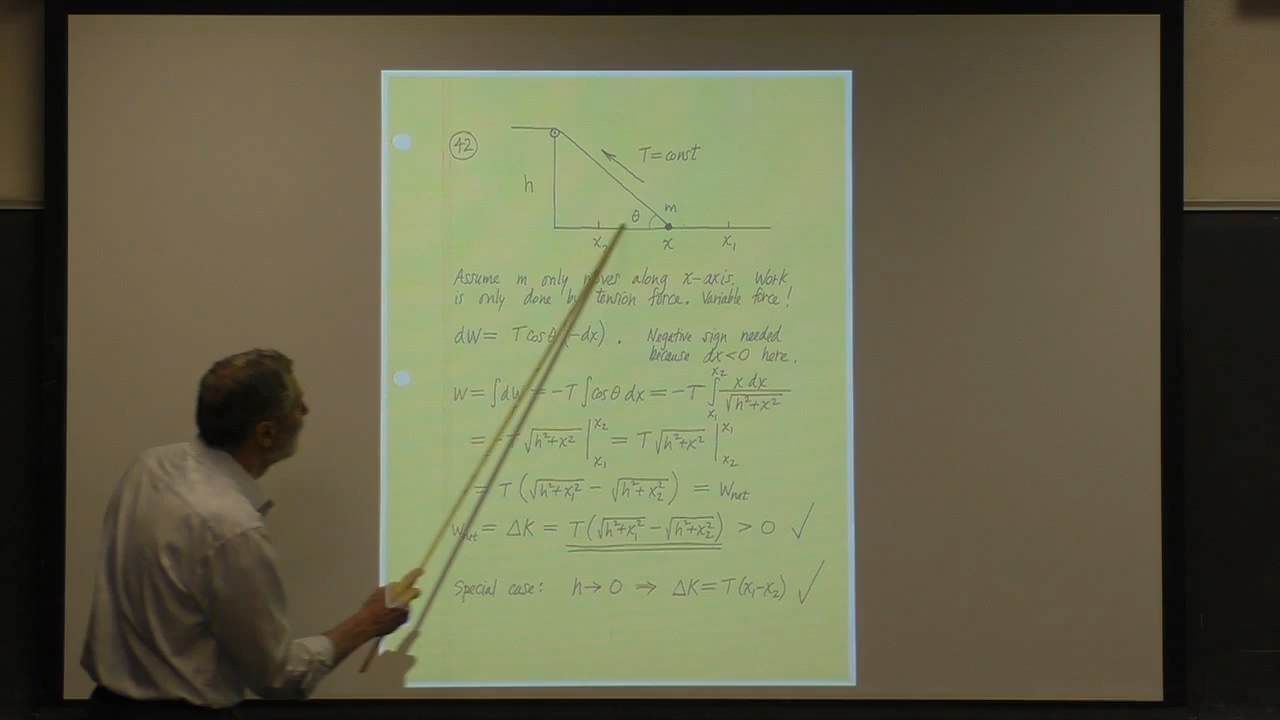 42
T = const
h
θ
m
x₂
x
x₁
Assume m only moves along x-axis. Work
is only done by tension force. Variable force!
dW = T cos θ (-dx). Negative sign needed
because dx < 0 here.
W = ∫dW = -T ∫cos θ dx = -T ∫_{x₁}^{x₂} x dx / √(h²+x²)
= -T √(h²+x²) |_{x₁}^{x₂} = T √(h²+x²) |_{x₂}^{x₁}
= T (√(h²+x₁²) - √(h²+x₂²)) = W_net
W_net = ΔK = T (√(h²+x₁²) - √(h²+x₂²)) > 0 ✓
Special case: h → 0 ⇒ ΔK = T(x₁-x₂) ✓